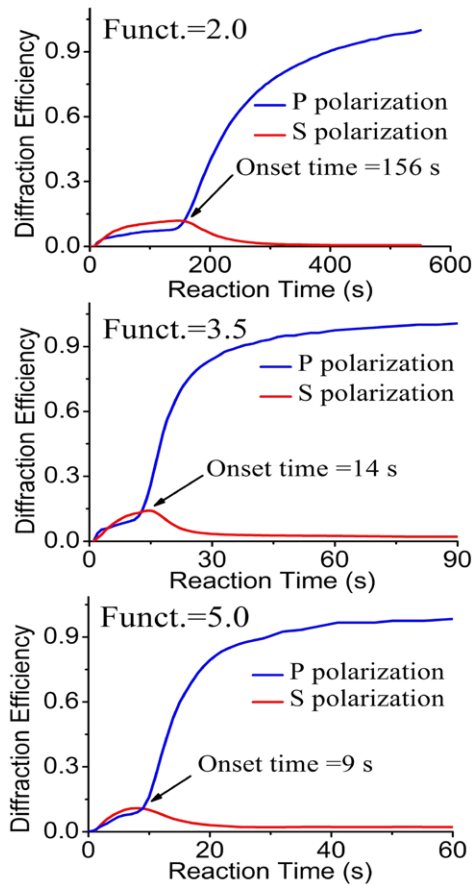 Funct.=2.0
P polarization
S polarization
Onset time =156 s
Diffraction Efficiency
0.9
0.6
0.3
0.0
0 200 400 600
Reaction Time (s)
Funct.=3.5
P polarization
S polarization
Onset time =14 s
Diffraction Efficiency
0.9
0.6
0.3
0.0
0 30 60 90
Reaction Time (s)
Funct.=5.0
P polarization
S polarization
Onset time =9 s
Diffraction Efficiency
0.9
0.6
0.3
0.0
0 20 40 60
Reaction Time (s)